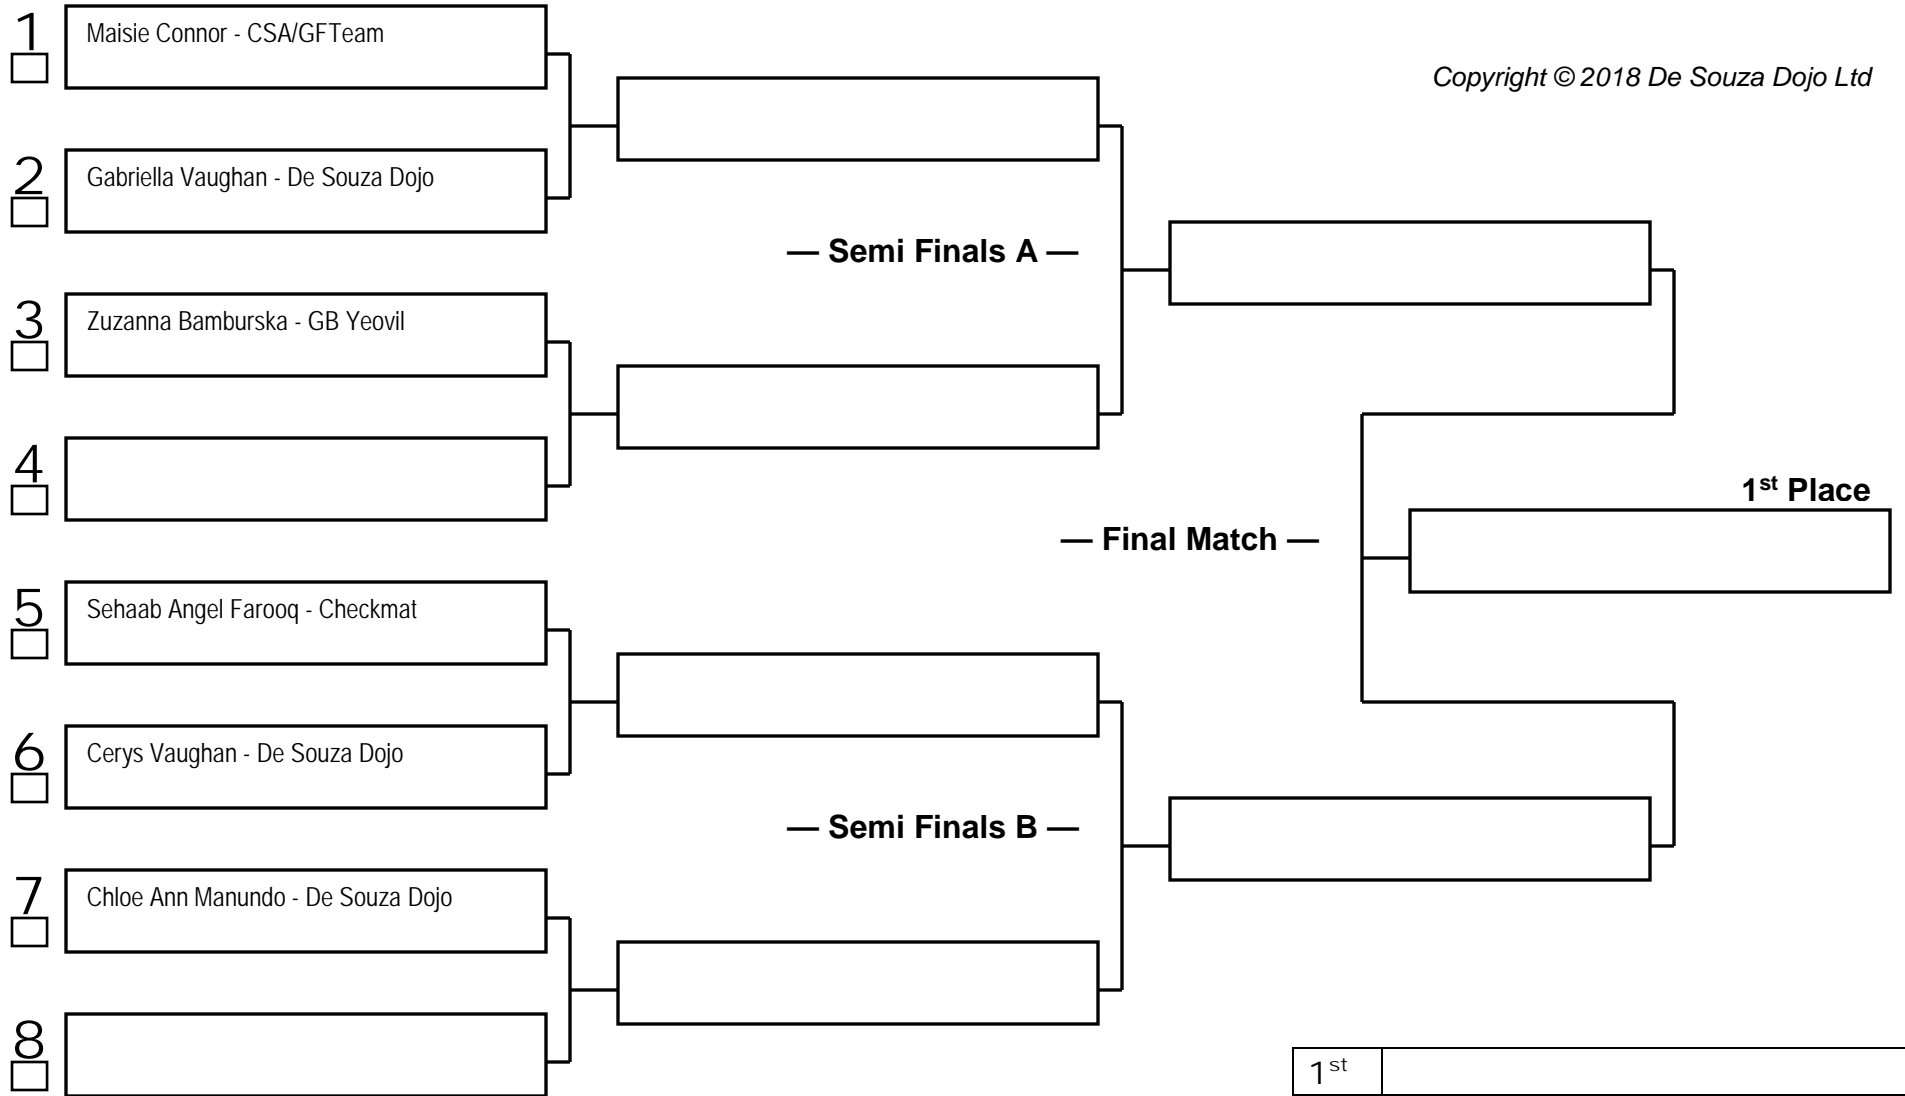 1 Maisie Connor - CSA/GFTeam
Copyright © 2018 De Souza Dojo Ltd
2 Gabriella Vaughan - De Souza Dojo
— Semi Finals A —
3 Zuzanna Bamburska - GB Yeovil
4
1st Place
— Final Match —
5 Sehaab Angel Farooq - Checkmat
6 Cerys Vaughan - De Souza Dojo
— Semi Finals B —
7 Chloe Ann Manundo - De Souza Dojo
8
1st